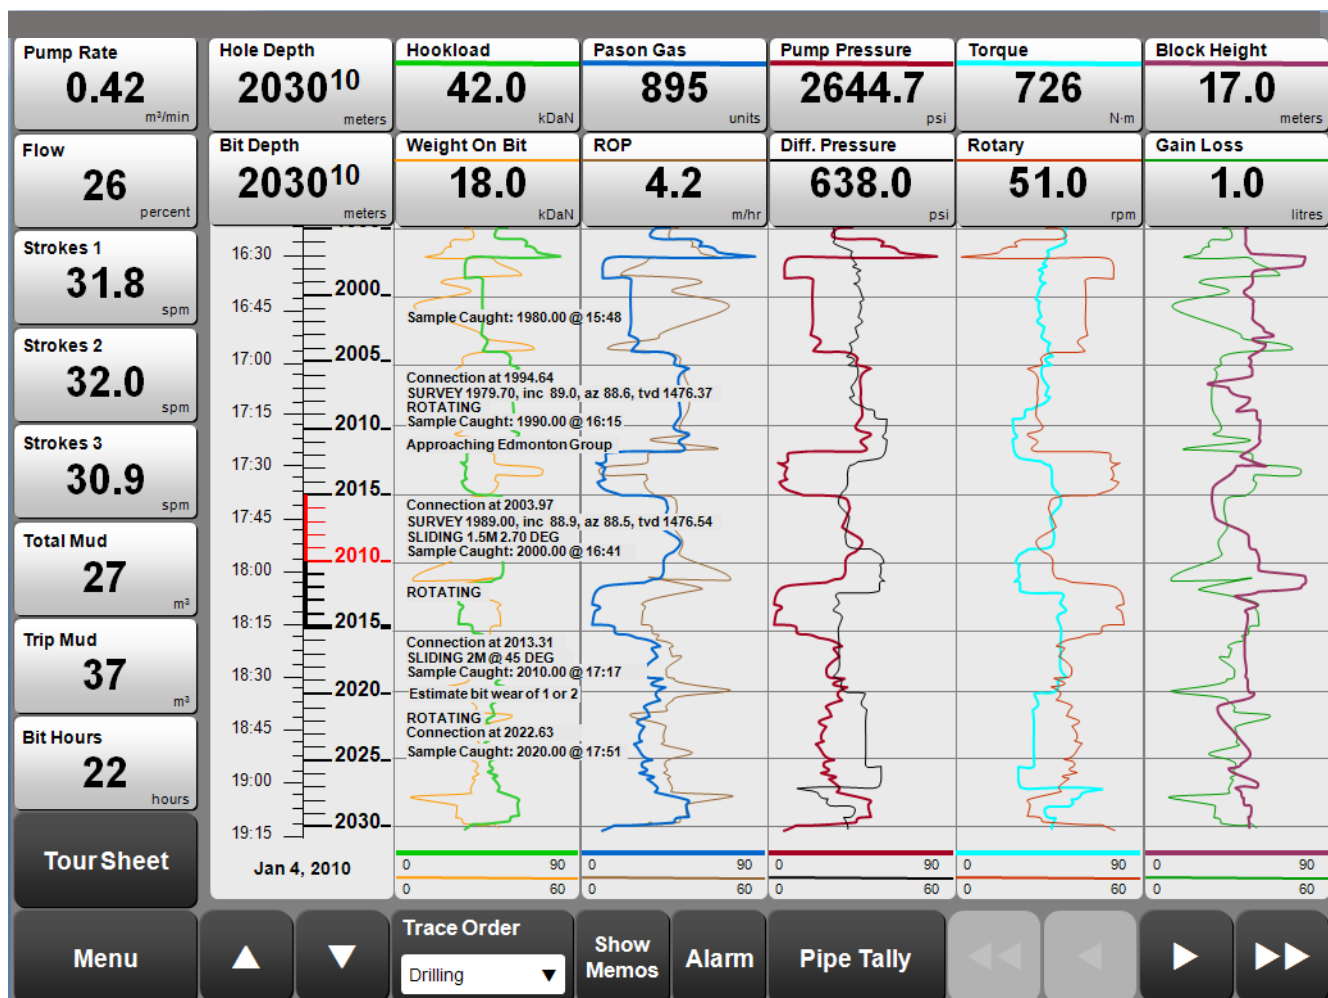 Pump Rate
0.42
m³/min
Hole Depth
2030 10
meters
Hookload
42.0
kDaN
Pason Gas
895
units
Pump Pressure
2644.7
psi
Torque
726
N·m
Block Height
17.0
meters
Flow
26
percent
Bit Depth
2030 10
meters
Weight On Bit
18.0
kDaN
ROP
4.2
m/hr
Diff. Pressure
638.0
psi
Rotary
51.0
rpm
Gain Loss
1.0
litres
Strokes 1
31.8
spm
Strokes 2
32.0
spm
Strokes 3
30.9
spm
Total Mud
27
m³
Trip Mud
37
m³
Bit Hours
22
hours
Tour Sheet
16:30
16:45
17:00
17:15
17:30
17:45
18:00
18:15
18:30
18:45
19:00
19:15
2000
2005
2010
2015
2010
2015
2020
2025
2030
Jan 4, 2010
Sample Caught: 1980.00 @ 15:48
Connection at 1994.64
SURVEY 1979.70, inc 89.0, az 88.6, tvd 1476.37
ROTATING
Sample Caught: 1990.00 @ 16:15
Approaching Edmonton Group
Connection at 2003.97
SURVEY 1989.00, inc 88.9, az 88.5, tvd 1476.54
SLIDING 1.5M 2.70 DEG
Sample Caught: 2000.00 @ 16:41
ROTATING
Connection at 2013.31
SLIDING 2M @ 45 DEG
Sample Caught: 2010.00 @ 17:17
Estimate bit wear of 1 or 2
ROTATING
Connection at 2022.63
Sample Caught: 2020.00 @ 17:51
0 90 0 90 0 90 0 90 0 90
0 60 0 60 0 60 0 60 0 60
Menu
▲
▼
Trace Order
Drilling ▼
Show
Memos
Alarm
Pipe Tally